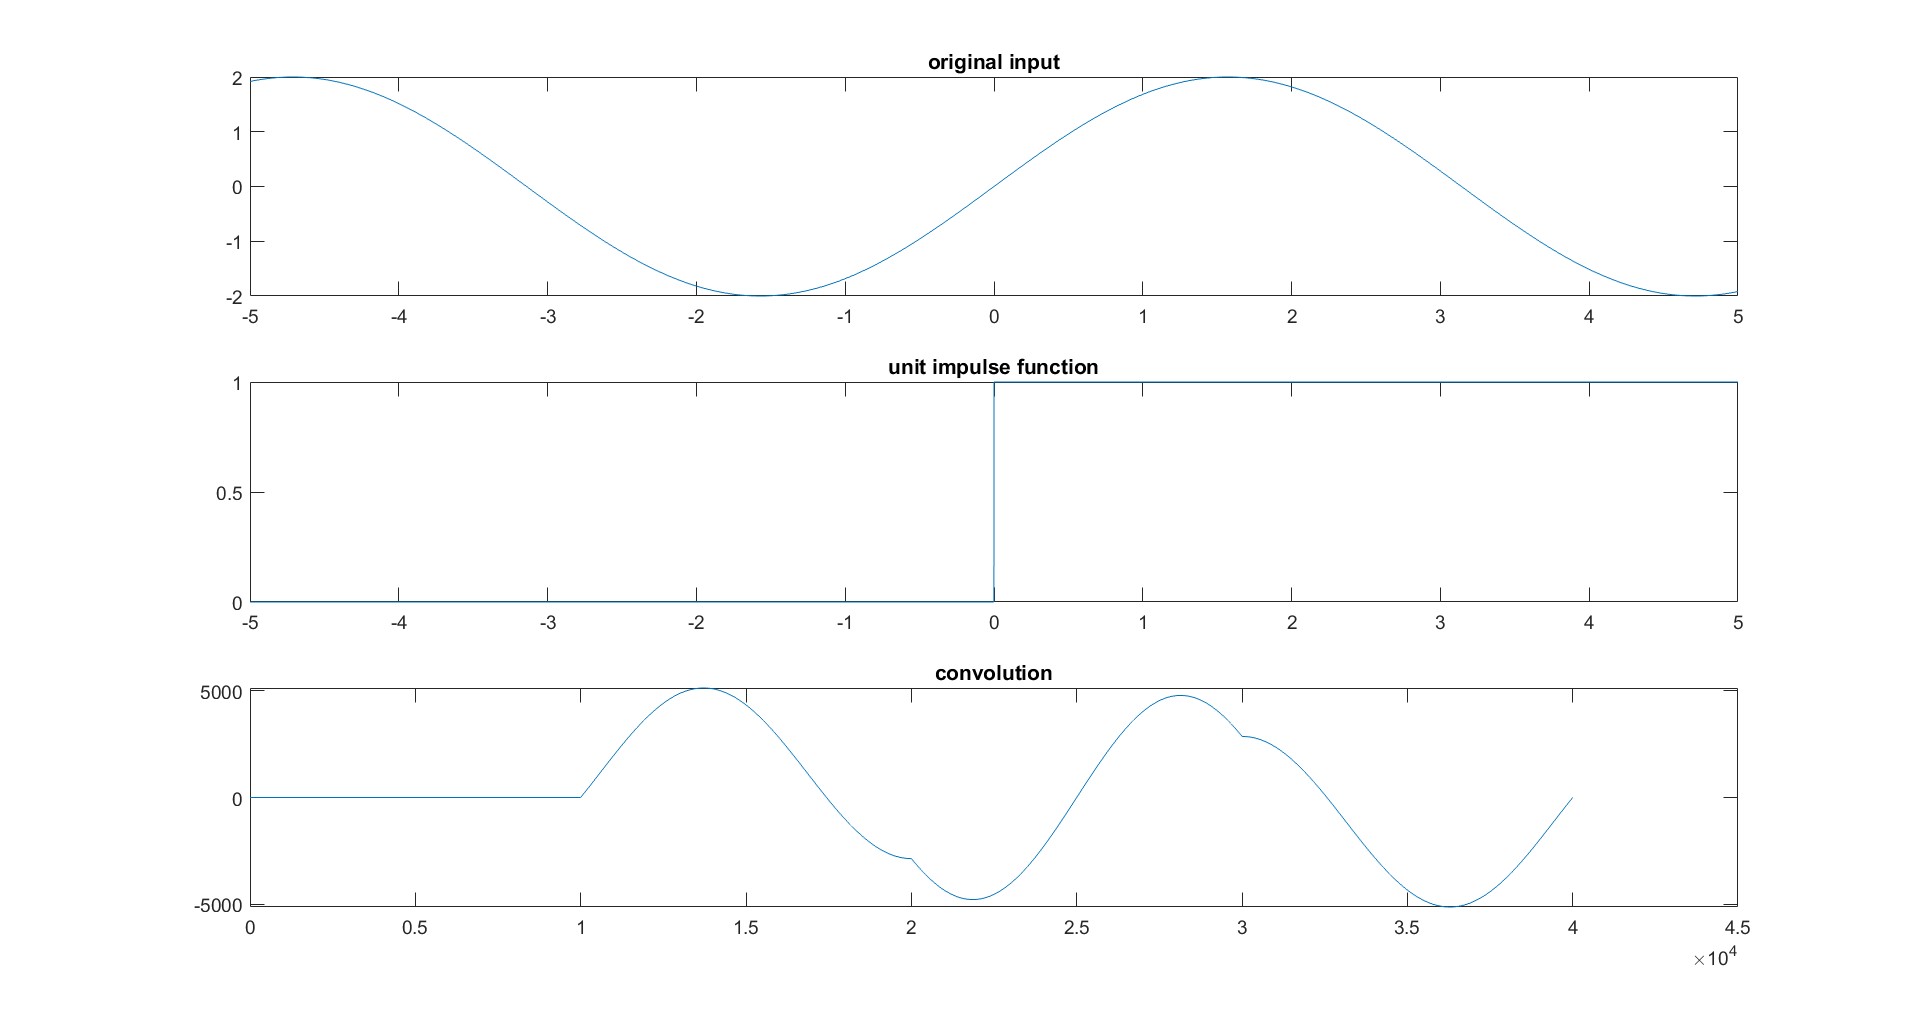 original input
2
1
0
-1
-2
-5 -4 -3 -2 -1 0 1 2 3 4 5
unit impulse function
1
0.5
0
-5 -4 -3 -2 -1 0 1 2 3 4 5
convolution
5000
0
-5000
0 0.5 1 1.5 2 2.5 3 3.5 4 4.5
×10⁴